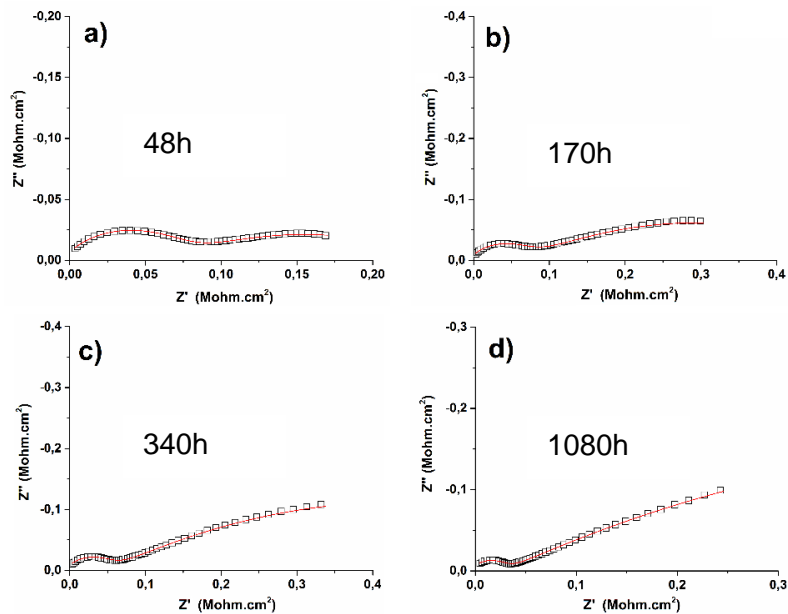 a)
48h
-0,20
-0,15
-0,10
-0,05
0,00
Z'' (Mohm.cm²)
0,00 0,05 0,10 0,15 0,20
Z' (Mohm.cm²)
b)
170h
-0,4
-0,3
-0,2
-0,1
0,0
Z'' (Mohm.cm²)
0,0 0,1 0,2 0,3 0,4
Z' (Mohm.cm²)
c)
340h
-0,4
-0,3
-0,2
-0,1
0,0
Z'' (Mohm.cm²)
0,0 0,1 0,2 0,3 0,4
Z' (Mohm.cm²)
d)
1080h
-0,3
-0,2
-0,1
0,0
Z'' (Mohm.cm²)
0,0 0,1 0,2 0,3
Z' (Mohm.cm²)